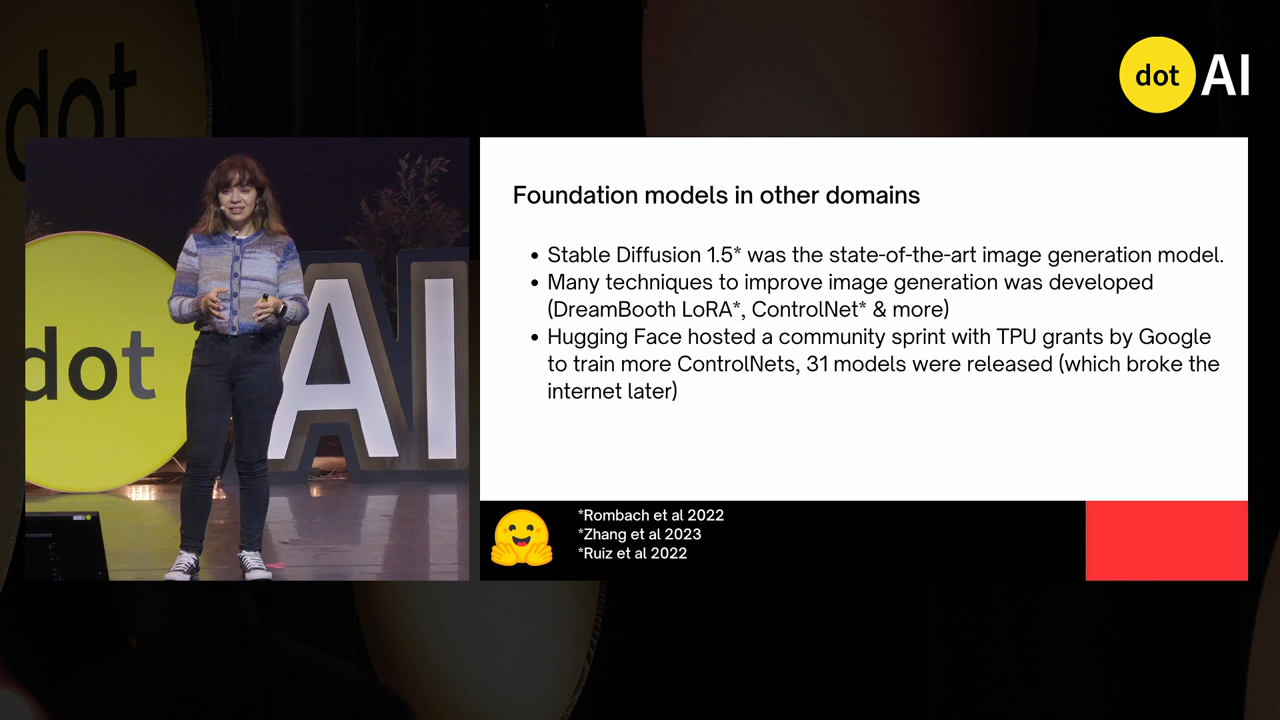 dot
dot AI
dot AI
Foundation models in other domains
• Stable Diffusion 1.5* was the state-of-the-art image generation model.
• Many techniques to improve image generation was developed
(DreamBooth LoRA*, ControlNet* & more)
• Hugging Face hosted a community sprint with TPU grants by Google
to train more ControlNets, 31 models were released (which broke the
internet later)
*Rombach et al 2022
*Zhang et al 2023
*Ruiz et al 2022